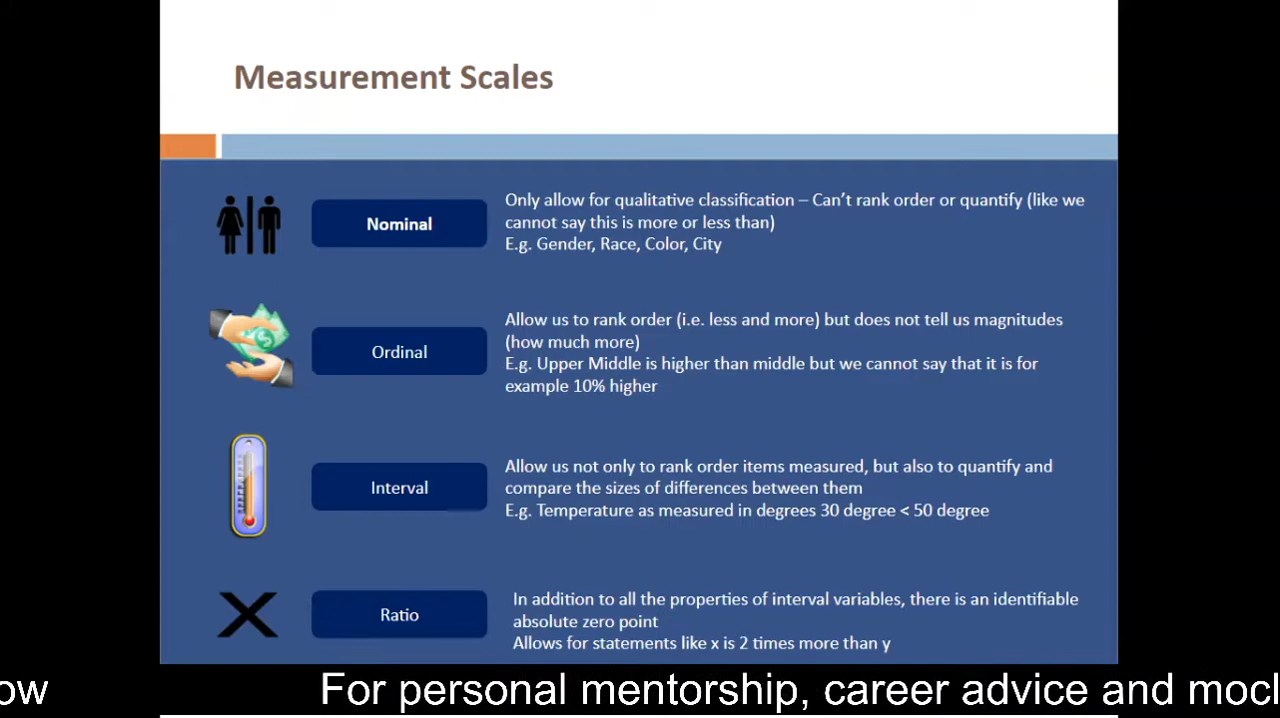 Measurement Scales
Nominal
Only allow for qualitative classification – Can't rank order or quantify (like we
cannot say this is more or less than)
E.g. Gender, Race, Color, City
Ordinal
Allow us to rank order (i.e. less and more) but does not tell us magnitudes
(how much more)
E.g. Upper Middle is higher than middle but we cannot say that it is for
example 10% higher
Interval
Allow us not only to rank order items measured, but also to quantify and
compare the sizes of differences between them
E.g. Temperature as measured in degrees 30 degree < 50 degree
Ratio
In addition to all the properties of interval variables, there is an identifiable
absolute zero point
Allows for statements like x is 2 times more than y
For personal mentorship, career advice and